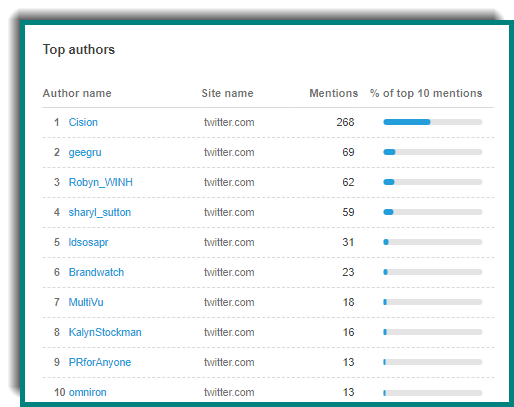 Top authors
Author name Site name Mentions % of top 10 mentions
1 Cision twitter.com 268
2 geegru twitter.com 69
3 Robyn_WINH twitter.com 62
4 sharyl_sutton twitter.com 59
5 ldsosapr twitter.com 31
6 Brandwatch twitter.com 23
7 MultiVu twitter.com 18
8 KalynStockman twitter.com 16
9 PRforAnyone twitter.com 13
10 omniron twitter.com 13